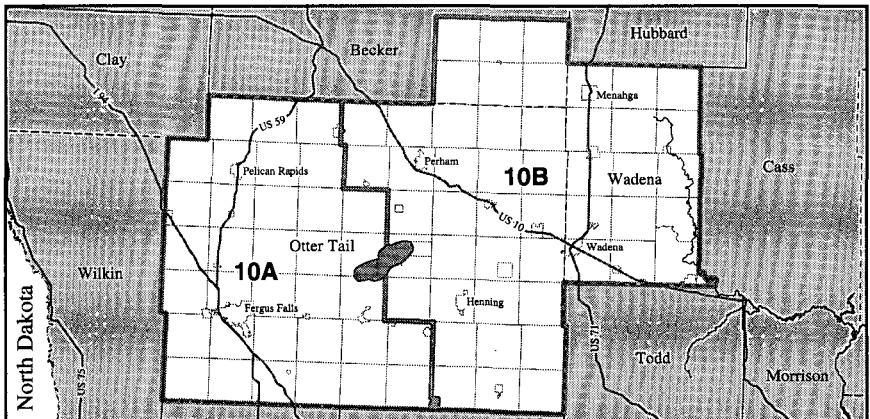 Becker
Hubbard
Clay
I 94
Menahga
US 59
Cass
Perham
Pelican Rapids
10B
Wadena
US 10
Otter Tail
Wadena
Wilkin
10A
Henning
Fergus Falls
North Dakota
US 75
US 71
Todd
Morrison